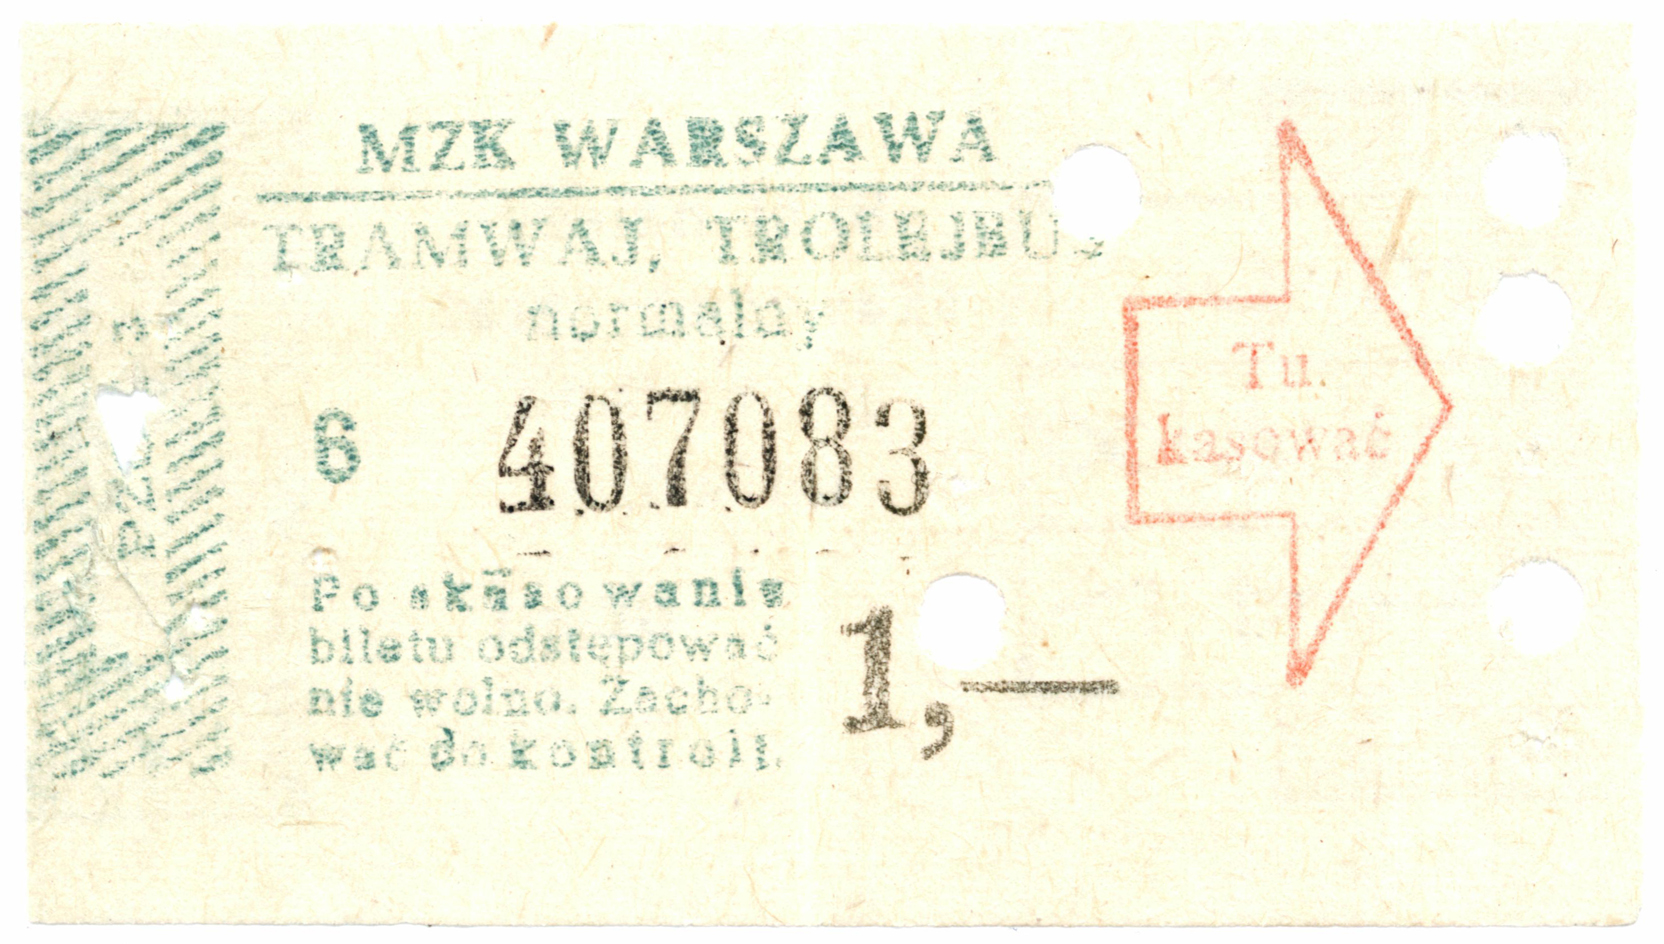 MZK WARSZAWA
TRAMWAJ, TROLEJBUS
normalny
6 407083
Po skasowaniu
biletu odstępować
nie wolno. Zacho-
wać do kontroli.
1,—
Tu
kasować